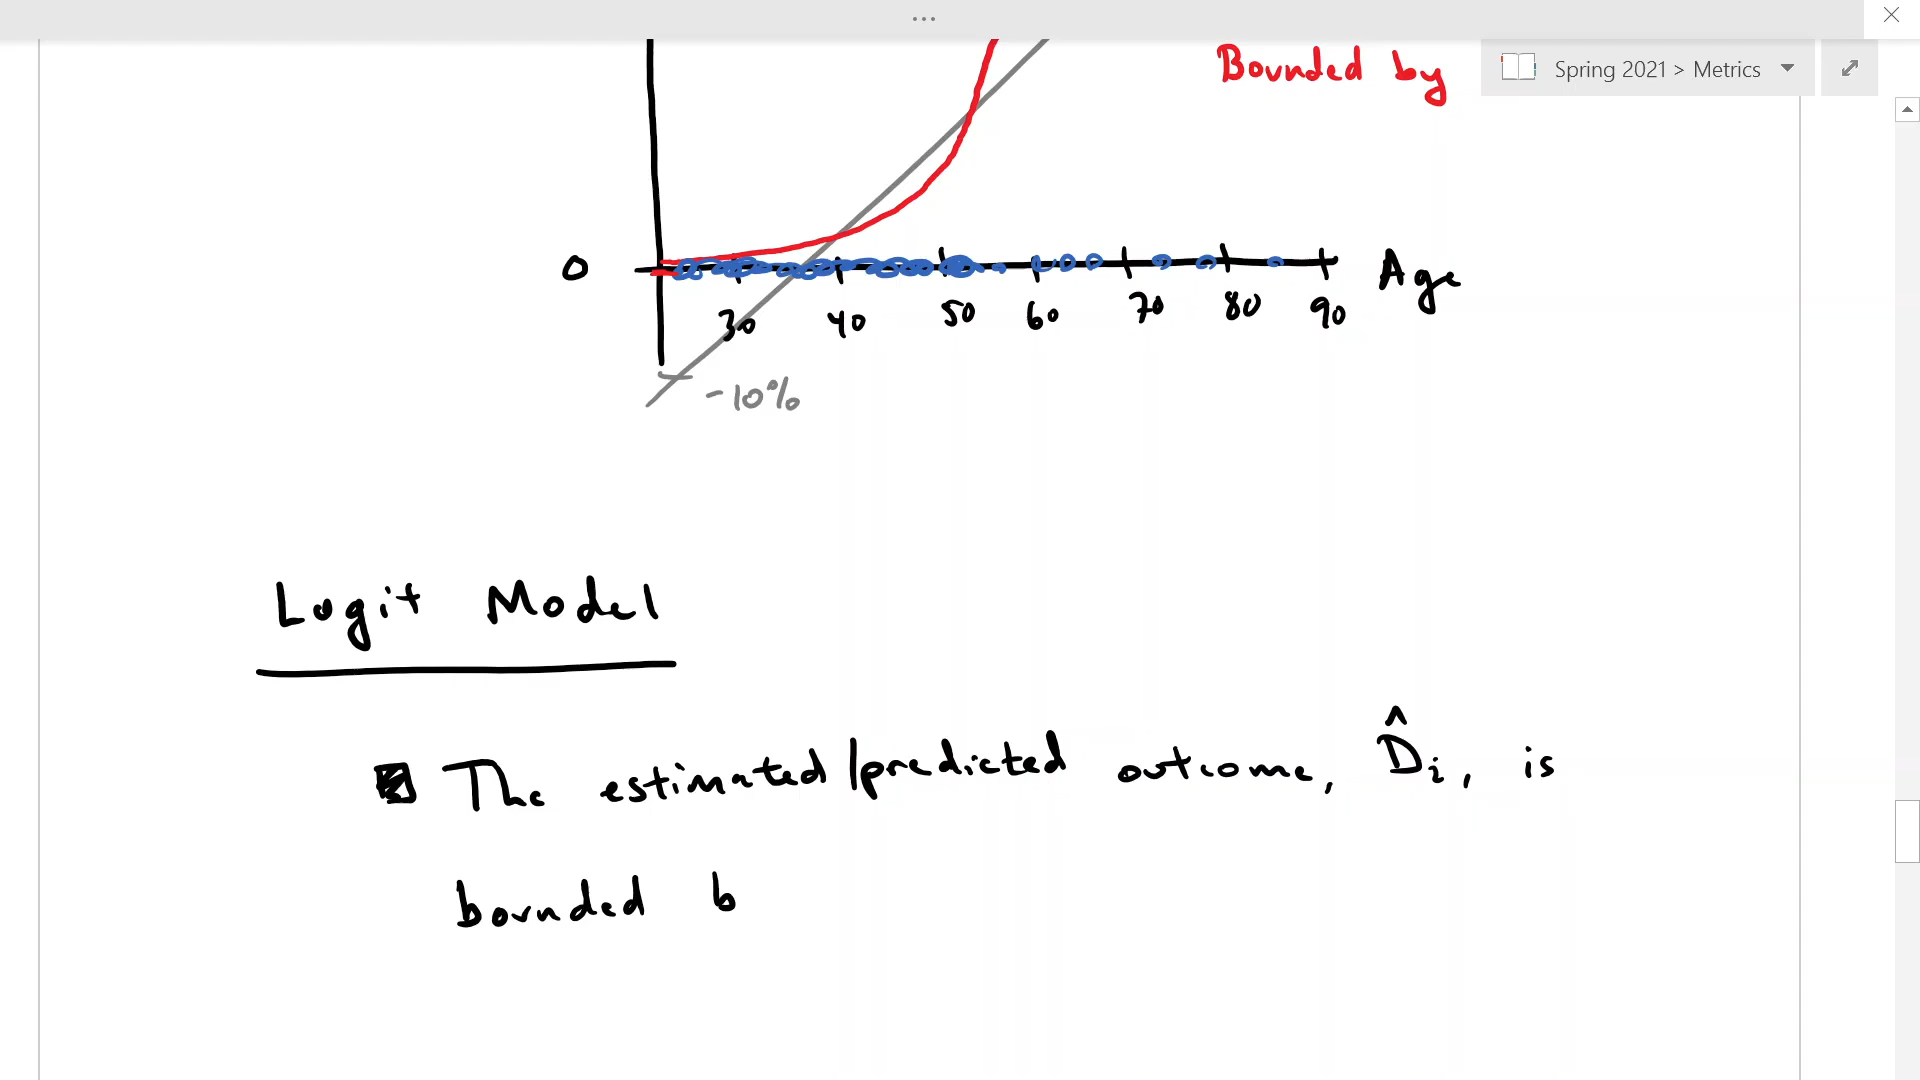 ...
Bounded by
Spring 2021 > Metrics
0
Age
30 40 50 60 70 80 90
-10%
Logit Model
The estimated/predicted outcome, D̂i, is
bounded b